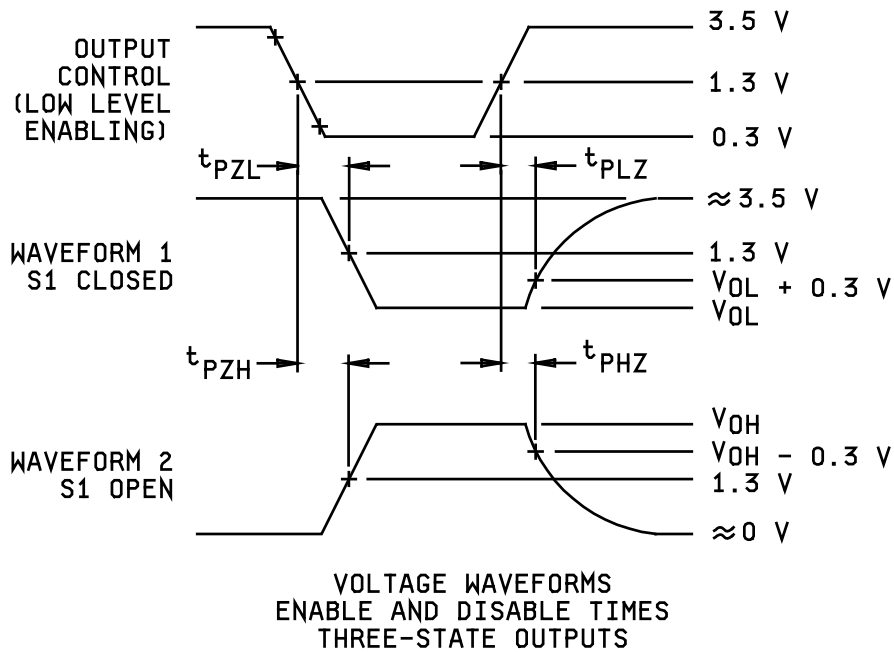 OUTPUT
CONTROL
(LOW LEVEL
ENABLING)
3.5 V
1.3 V
0.3 V
tPZL
tPLZ
WAVEFORM 1
S1 CLOSED
≈3.5 V
1.3 V
VOL + 0.3 V
VOL
tPZH
tPHZ
WAVEFORM 2
S1 OPEN
VOH
VOH - 0.3 V
1.3 V
≈0 V
VOLTAGE WAVEFORMS
ENABLE AND DISABLE TIMES
THREE-STATE OUTPUTS